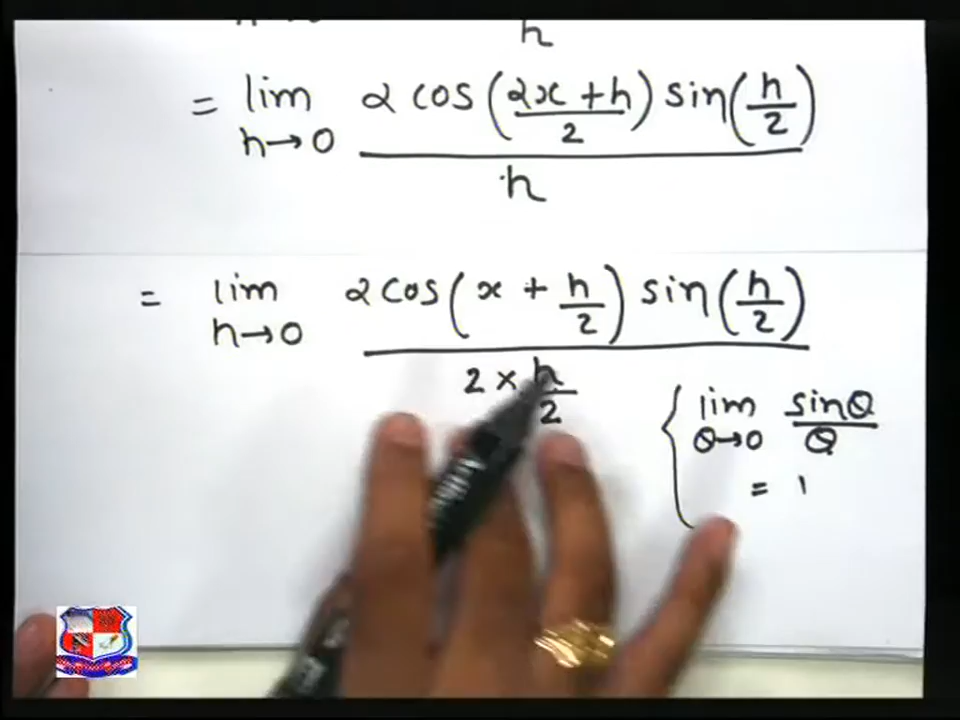 h
= lim 2 cos (2x + h / 2) sin (h / 2)
h→0 h
= lim 2 cos (x + h / 2) sin (h / 2)
h→0 2 × h / 2
{ lim sinθ
θ→0 θ
= 1